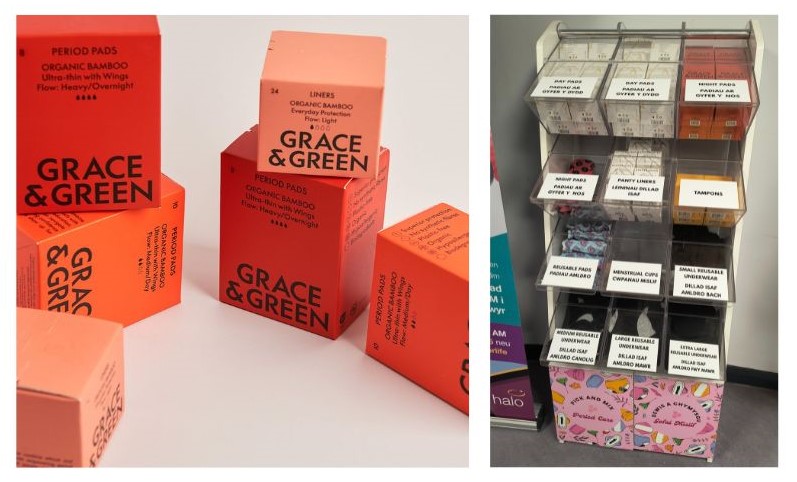 PERIOD PADS
ORGANIC BAMBOO
Ultra-thin with Wings
Flow: Heavy/Overnight
GRACE
&GREEN
24
LINERS
ORGANIC BAMBOO
Everyday Protection
Flow: Light
GRACE
&GREEN
PERIOD PADS
ORGANIC BAMBOO
Ultra-thin with Wings
Flow: Heavy/Overnight
GRACE
&GREEN
10
PERIOD PADS
ORGANIC BAMBOO
Ultra-thin with Wings
Flow: Medium/Day
GRACE
&GREEN
PERIOD PADS
ORGANIC BAMBOO
Ultra-thin with Wings
Flow: Medium/Day
GRACE
&GREEN
DAY PADS
PADIAU AR
GYFER Y DYDD
DAY PADS
PADIAU AR
GYFER Y DYDD
NIGHT PADS
PADIAU AR
GYFER Y NOS
NIGHT PADS
PADIAU AR
GYFER Y NOS
PANTY LINERS
LEININAU DILLAD
ISAF
TAMPONS
REUSABLE PADS
PADIAU AMLDRO
MENSTRUAL CUPS
CWPANAU MISLIF
SMALL REUSABLE
UNDERWEAR
DILLAD ISAF
AMLDRO BACH
MEDIUM REUSABLE
UNDERWEAR
DILLAD ISAF
AMLDRO CANOLIG
LARGE REUSABLE
UNDERWEAR
DILLAD ISAF
AMLDRO MAWR
EXTRA LARGE
REUSABLE UNDERWEAR
DILLAD ISAF
AMLDRO FWY MAWR
PICK AND MIX
Period Care
DEWIS A CHYMYSGU
Gofal Mislif
halo